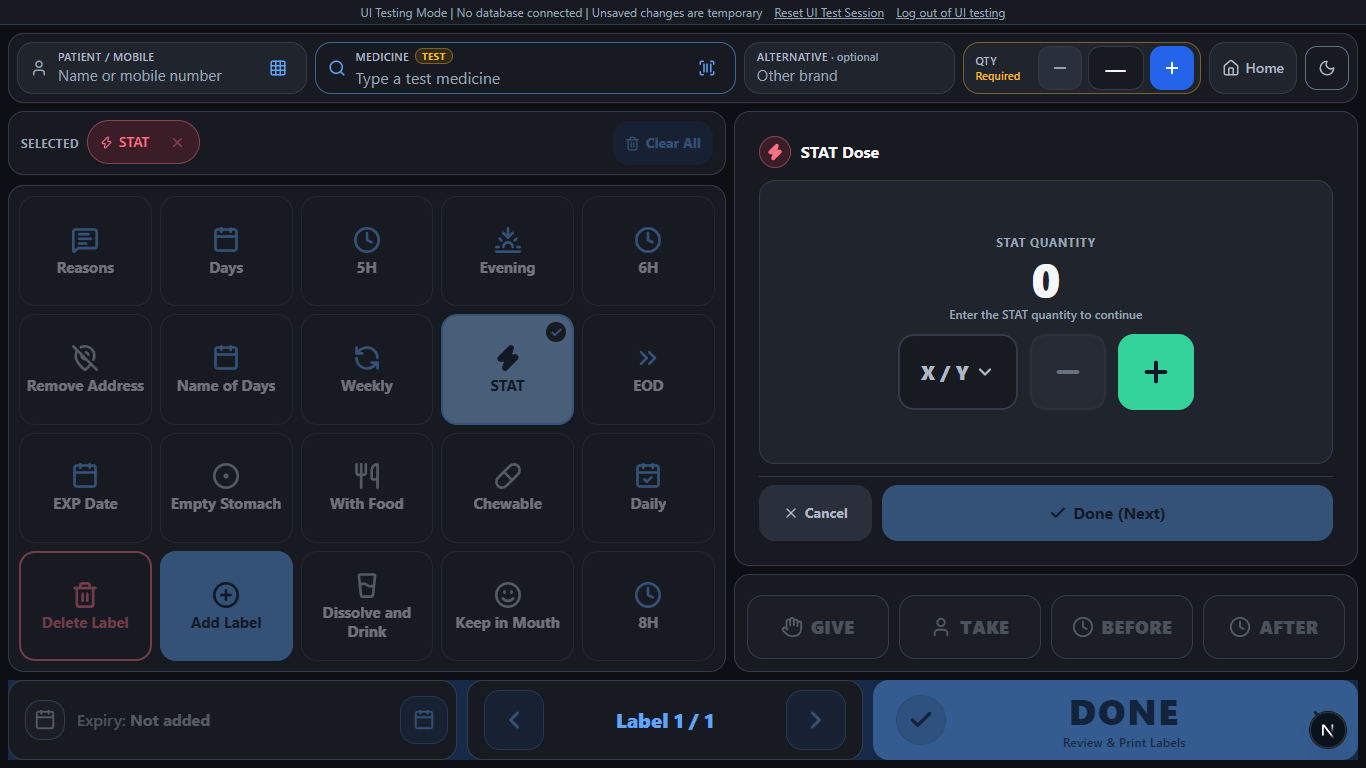 UI Testing Mode | No database connected | Unsaved changes are temporary Reset UI Test Session Log out of UI testing
PATIENT / MOBILE
Name or mobile number
MEDICINE TEST
Type a test medicine
ALTERNATIVE · optional
Other brand
QTY
Required
—
Home
SELECTED
STAT
Clear All
Reasons
Days
5H
Evening
6H
Remove Address
Name of Days
Weekly
STAT
EOD
EXP Date
Empty Stomach
With Food
Chewable
Daily
Delete Label
Add Label
Dissolve and
Drink
Keep in Mouth
8H
STAT Dose
STAT QUANTITY
0
Enter the STAT quantity to continue
X / Y
Cancel
Done (Next)
GIVE
TAKE
BEFORE
AFTER
Expiry: Not added
Label 1 / 1
DONE
Review & Print Labels
N